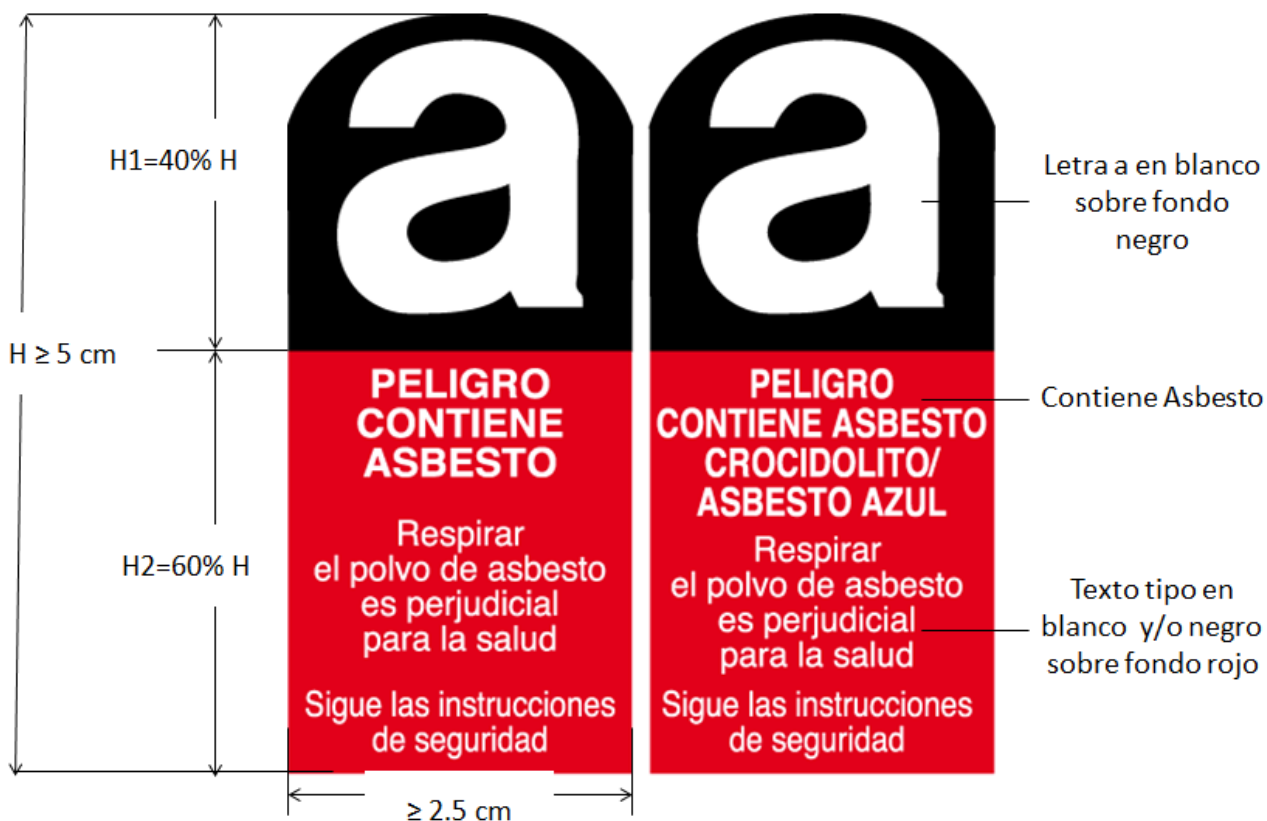 H1=40% H
H ≥ 5 cm
H2=60% H
≥ 2.5 cm
a
PELIGRO
CONTIENE
ASBESTO
Respirar
el polvo de asbesto
es perjudicial
para la salud
Sigue las instrucciones
de seguridad
a
PELIGRO
CONTIENE ASBESTO
CROCIDOLITO/
ASBESTO AZUL
Respirar
el polvo de asbesto
es perjudicial
para la salud
Sigue las instrucciones
de seguridad
Letra a en blanco
sobre fondo
negro
Contiene Asbesto
Texto tipo en
blanco y/o negro
sobre fondo rojo